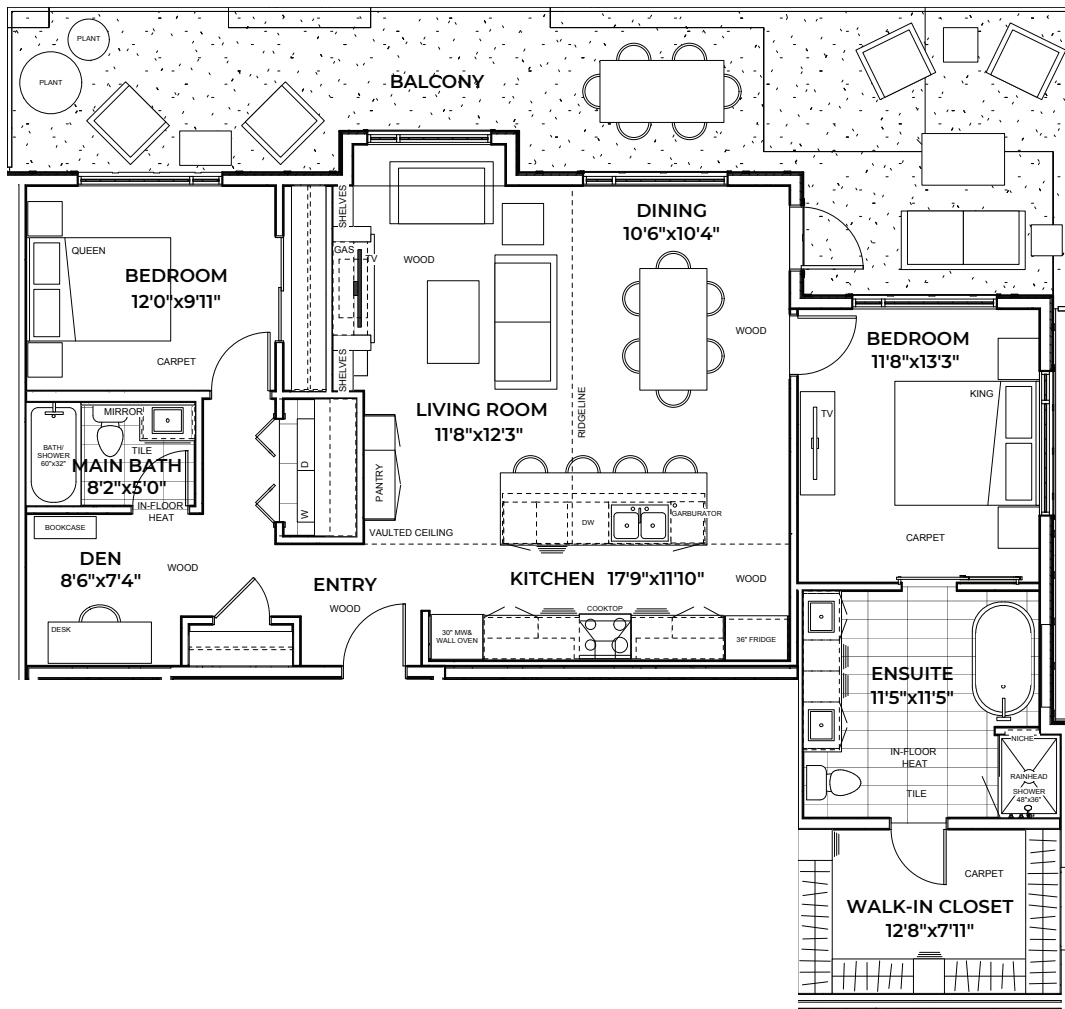 PLANT
PLANT
BALCONY
SHELVES
DINING
10'6"x10'4"
QUEEN
GAS
TV
WOOD
BEDROOM
12'0"x9'11"
WOOD
BEDROOM
11'8"x13'3"
CARPET
SHELVES
KING
TV
RIDGELINE
LIVING ROOM
11'8"x12'3"
MIRROR
BATH/
SHOWER
60"x32"
TILE
MAIN BATH
8'2"x5'0"
IN-FLOOR
HEAT
D
W
PANTRY
DW
GARBURATOR
BOOKCASE
VAULTED CEILING
CARPET
DEN
8'6"x7'4"
WOOD
ENTRY
WOOD
KITCHEN 17'9"x11'10"
WOOD
DESK
COOKTOP
30" MW&
WALL OVEN
36" FRIDGE
ENSUITE
11'5"x11'5"
NICHE
IN-FLOOR
HEAT
RAINHEAD
SHOWER
48"x36"
TILE
CARPET
WALK-IN CLOSET
12'8"x7'11"